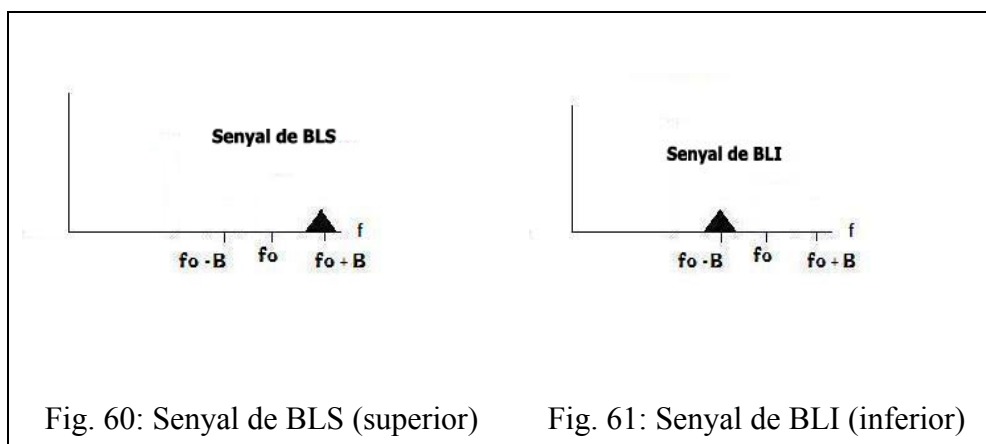 Senyal de BLS
f
fo - B fo fo + B
Senyal de BLI
f
fo - B fo fo + B
Fig. 60: Senyal de BLS (superior)
Fig. 61: Senyal de BLI (inferior)